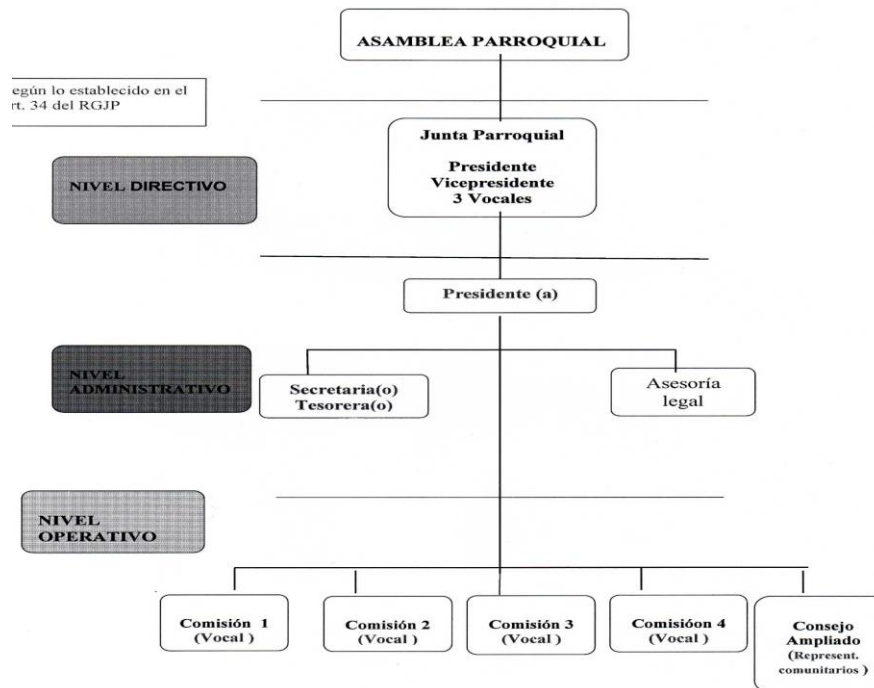 ASAMBLEA PARROQUIAL
egún lo establecido en el
rt. 34 del RGJP
Junta Parroquial
Presidente
Vicepresidente
3 Vocales
NIVEL DIRECTIVO
Presidente (a)
NIVEL
ADMINISTRATIVO
Secretaria(o)
Tesorera(o)
Asesoría
legal
NIVEL
OPERATIVO
Comisión 1
(Vocal )
Comisión 2
(Vocal )
Comisión 3
(Vocal )
Comisióon 4
(Vocal )
Consejo
Ampliado
(Represent.
comunitarios )